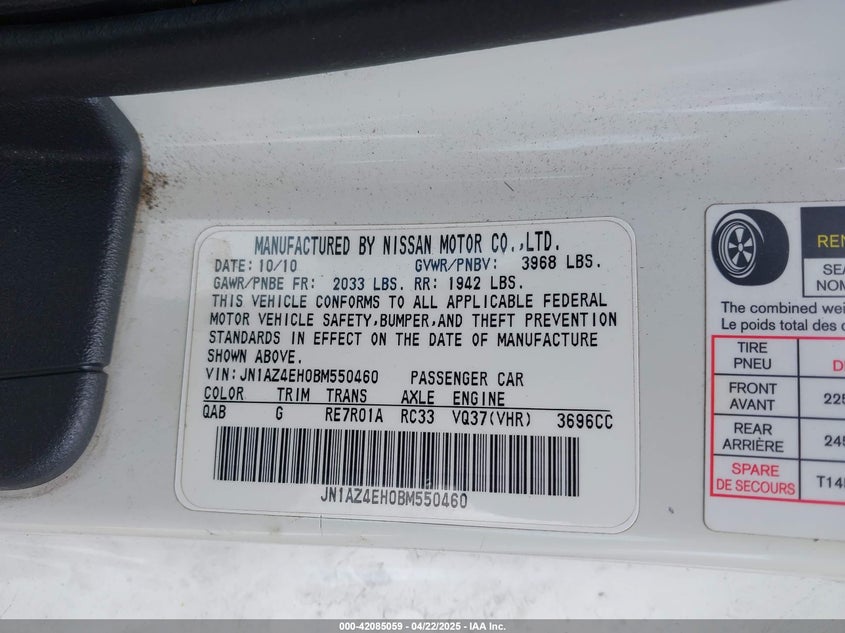 MANUFACTURED BY NISSAN MOTOR CO.,LTD.
DATE: 10/10 GVWR/PNBV: 3968 LBS.
GAWR/PNBE FR: 2033 LBS. RR: 1942 LBS.
THIS VEHICLE CONFORMS TO ALL APPLICABLE FEDERAL
MOTOR VEHICLE SAFETY,BUMPER,AND THEFT PREVENTION
STANDARDS IN EFFECT ON THE DATE OF MANUFACTURE
SHOWN ABOVE.
VIN: JN1AZ4EH0BM550460 PASSENGER CAR
COLOR TRIM TRANS AXLE ENGINE
QAB G RE7R01A RC33 VQ37(VHR) 3696CC
JN1AZ4EH0BM550460
The combined
Le poids total des
TIRE
PNEU
FRONT
AVANT
REAR
ARRIÈRE
SPARE
DE SECOURS
000-42085059 - 04/22/2025 - IAA Inc.